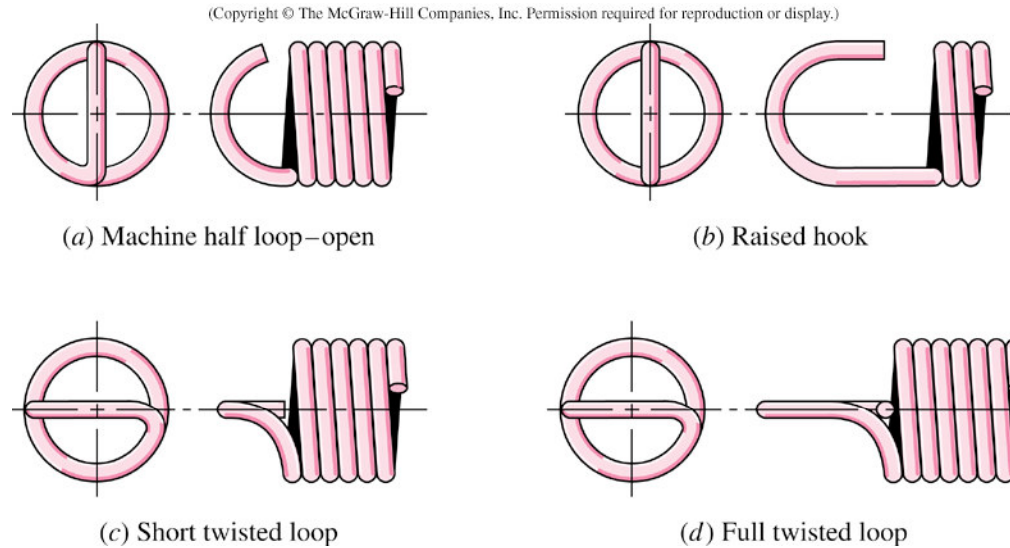 (Copyright © The McGraw-Hill Companies, Inc. Permission required for reproduction or display.)
(a) Machine half loop–open
(b) Raised hook
(c) Short twisted loop
(d) Full twisted loop